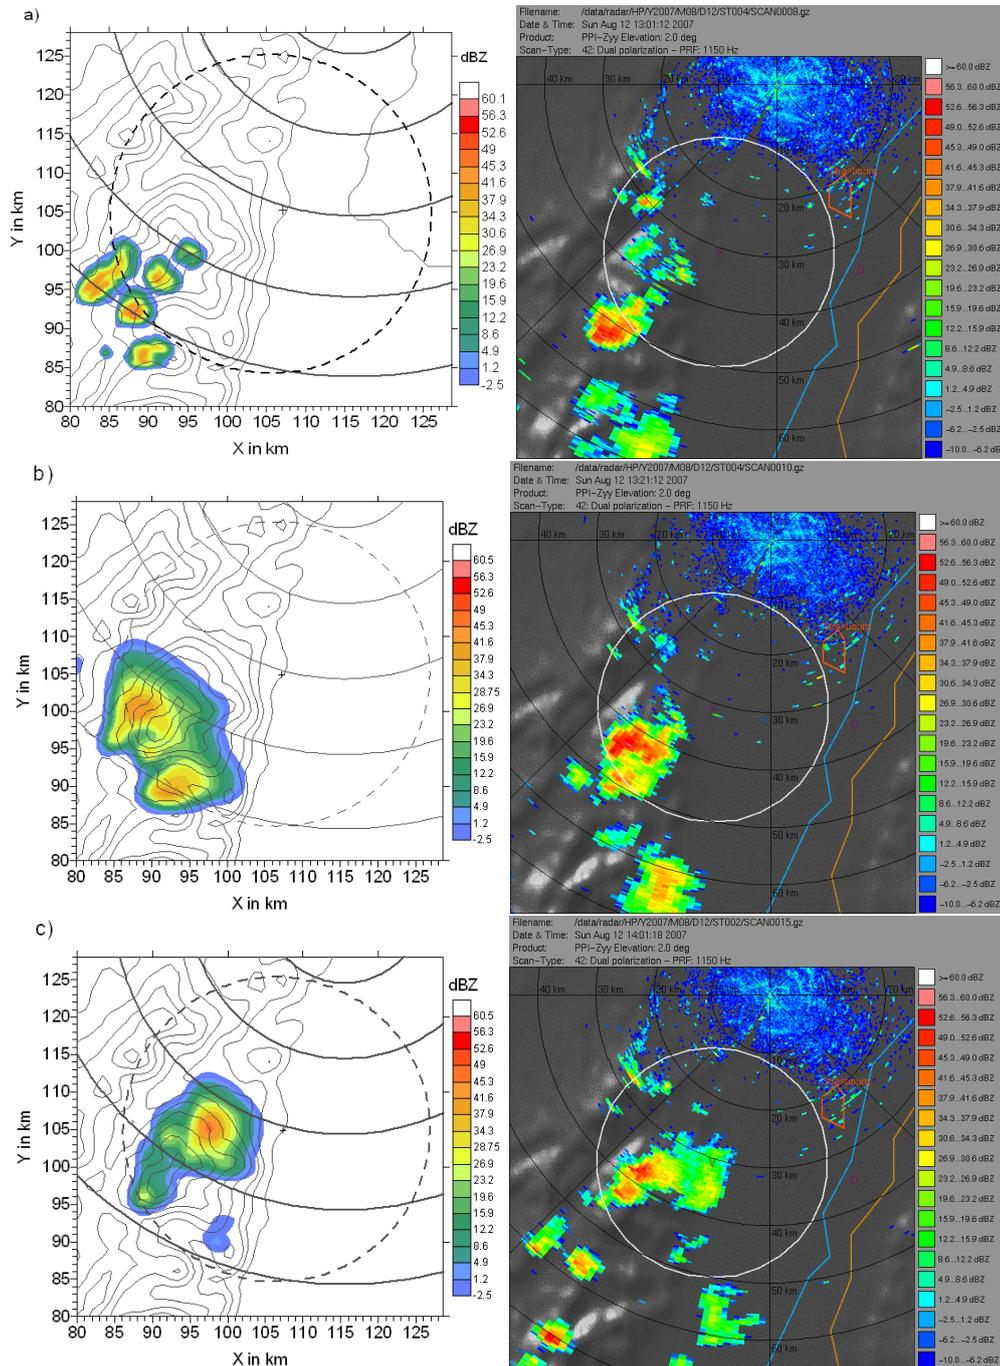 a)
dBZ
60.1
56.3
52.6
49
45.3
41.6
37.9
34.3
30.6
26.9
23.2
19.6
15.9
12.2
8.6
4.9
1.2
-2.5
125
120
115
110
105
100
95
90
85
80
Y in km
80 85 90 95 100 105 110 115 120 125
X in km
Filename: /data/radar/HP/Y2007/M08/D12/ST004/SCAN0008.gz
Date & Time: Sun Aug 12 13:01:12 2007
Product: PPI-Zyy Elevation: 2.0 deg
Scan-Type: 42: Dual polarization - PRF: 1150 Hz
40 km 30 km
20 km
30 km
40 km
50 km
60 km
>=60.0 dBZ
56.3..60.0 dBZ
52.6..56.3 dBZ
49.0..52.6 dBZ
45.3..49.0 dBZ
41.6..45.3 dBZ
37.9..41.6 dBZ
34.3..37.9 dBZ
30.6..34.3 dBZ
26.9..30.6 dBZ
23.2..26.9 dBZ
19.6..23.2 dBZ
15.9..19.6 dBZ
12.2..15.9 dBZ
8.6..12.2 dBZ
4.9..8.6 dBZ
1.2..4.9 dBZ
-2.5..1.2 dBZ
-6.2..-2.5 dBZ
-10.0..-6.2 dBZ
b)
dBZ
60.5
56.3
52.6
49
45.3
41.6
37.9
34.3
28.75
23.2
19.6
15.9
12.2
8.6
4.9
1.2
-2.5
125
120
115
110
105
100
95
90
85
80
Y in km
80 85 90 95 100 105 110 115 120 125
X in km
Filename: /data/radar/HP/Y2007/M08/D12/ST004/SCAN0010.gz
Date & Time: Sun Aug 12 13:21:12 2007
Product: PPI-Zyy Elevation: 2.0 deg
Scan-Type: 42: Dual polarization - PRF: 1150 Hz
40 km 30 km 20 km
20 km
30 km
40 km
50 km
60 km
>=60.0 dBZ
56.3..60.0 dBZ
52.6..56.3 dBZ
49.0..52.6 dBZ
45.3..49.0 dBZ
41.6..45.3 dBZ
37.9..41.6 dBZ
34.3..37.9 dBZ
30.6..34.3 dBZ
26.9..30.6 dBZ
23.2..26.9 dBZ
19.6..23.2 dBZ
15.9..19.6 dBZ
12.2..15.9 dBZ
8.6..12.2 dBZ
4.9..8.6 dBZ
1.2..4.9 dBZ
-2.5..1.2 dBZ
-6.2..-2.5 dBZ
-10.0..-6.2 dBZ
c)
dBZ
60.5
56.3
52.6
49
45.3
41.6
37.9
34.3
28.75
26.9
23.2
19.6
15.9
12.2
8.6
4.9
1.2
-2.5
125
120
115
110
105
100
95
90
85
80
Y in km
80 85 90 95 100 105 110 115 120 125
X in km
Filename: /data/radar/HP/Y2007/M08/D12/ST002/SCAN0015.gz
Date & Time: Sun Aug 12 14:01:18 2007
Product: PPI-Zyy Elevation: 2.0 deg
Scan-Type: 42: Dual polarization - PRF: 1150 Hz
40 km 30 km 20 km
10 km
20 km
30 km
40 km
50 km
60 km
>=60.0 dBZ
56.3..60.0 dBZ
52.6..56.3 dBZ
49.0..52.6 dBZ
45.3..49.0 dBZ
41.6..45.3 dBZ
37.9..41.6 dBZ
34.3..37.9 dBZ
30.6..34.3 dBZ
26.9..30.6 dBZ
23.2..26.9 dBZ
19.6..23.2 dBZ
15.9..19.6 dBZ
12.2..15.9 dBZ
8.6..12.2 dBZ
4.9..8.6 dBZ
1.2..4.9 dBZ
-2.5..1.2 dBZ
-6.2..-2.5 dBZ
-10.0..-6.2 dBZ